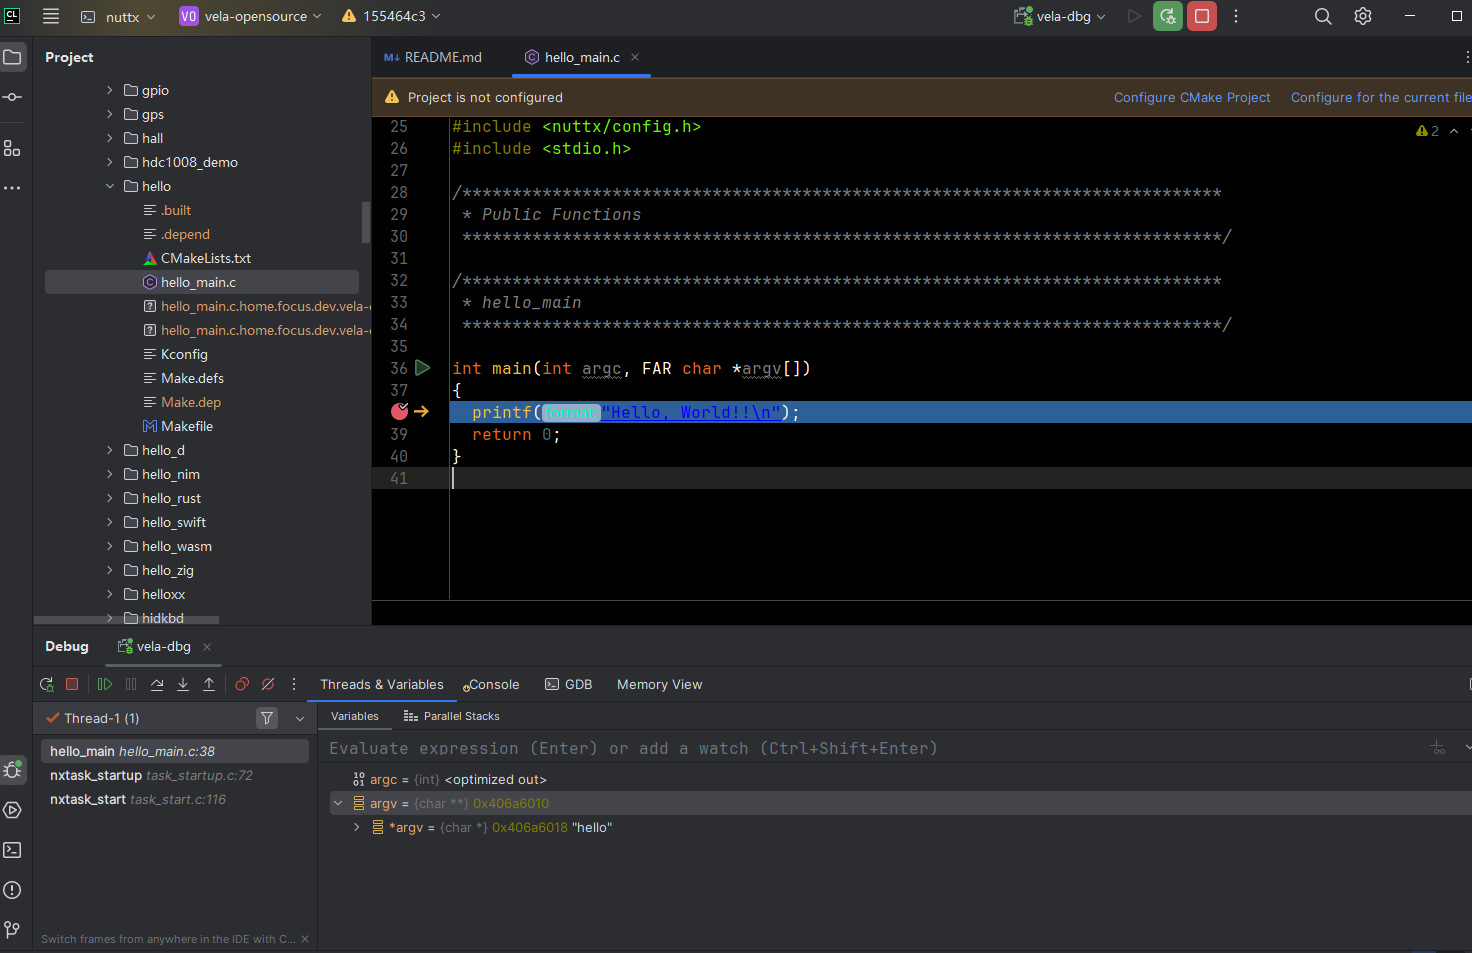 CL nuttx VO vela-opensource 155464c3 vela-dbg
Project
gpio
gps
hall
hdc1008_demo
hello
.built
.depend
CMakeLists.txt
hello_main.c
hello_main.c.home.focus.dev.vela-
hello_main.c.home.focus.dev.vela-
Kconfig
Make.defs
Make.dep
Makefile
hello_d
hello_nim
hello_rust
hello_swift
hello_wasm
hello_zig
helloxx
hidkbd
README.md hello_main.c
Project is not configured Configure CMake Project Configure for the current file
2
25 #include <nuttx/config.h>
26 #include <stdio.h>
27
28 /****************************************************************************
29 * Public Functions
30 ****************************************************************************/
31
32 /****************************************************************************
33 * hello_main
34 ****************************************************************************/
35
36 int main(int argc, FAR char *argv[])
37 {
printf(format:"Hello, World!!\n");
39 return 0;
40 }
41
Debug vela-dbg
Threads & Variables Console GDB Memory View
Thread-1 (1)
hello_main hello_main.c:38
nxtask_startup task_startup.c:72
nxtask_start task_start.c:116
Switch frames from anywhere in the IDE with C...
Variables Parallel Stacks
Evaluate expression (Enter) or add a watch (Ctrl+Shift+Enter)
argc = {int} <optimized out>
argv = {char **} 0x406a6010
*argv = {char *} 0x406a6018 "hello"